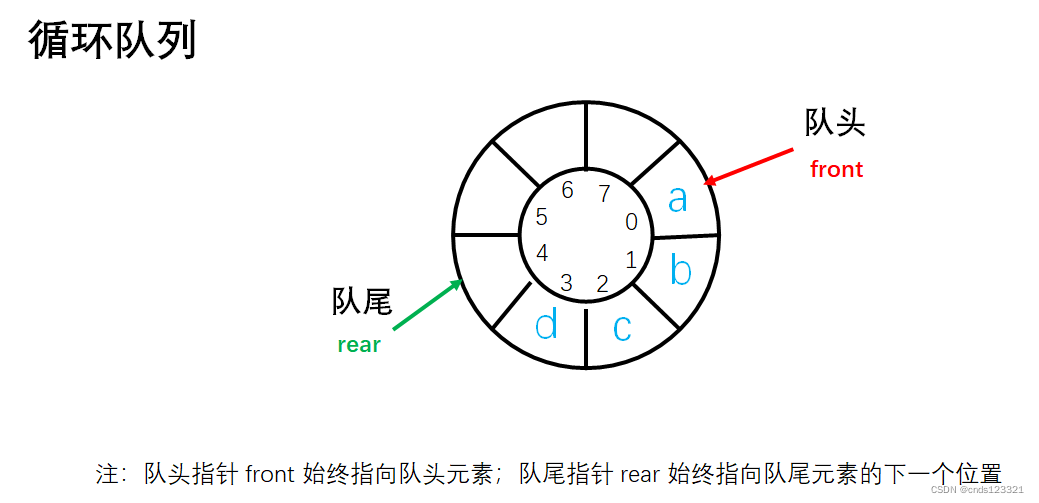 循环队列
队头
front
a
6 7
5 0
4 1
3 2
b
d c
队尾
rear
注：队头指针 front 始终指向队头元素；队尾指针 rear 始终指向队尾元素的下一个位置
CSDN @cnds123321